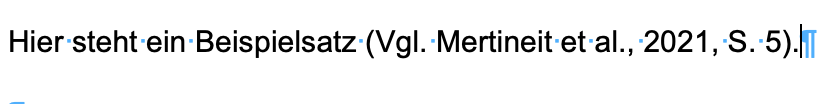 Hier steht ein Beispielsatz (Vgl. Mertineit et al., 2021, S. 5).¶